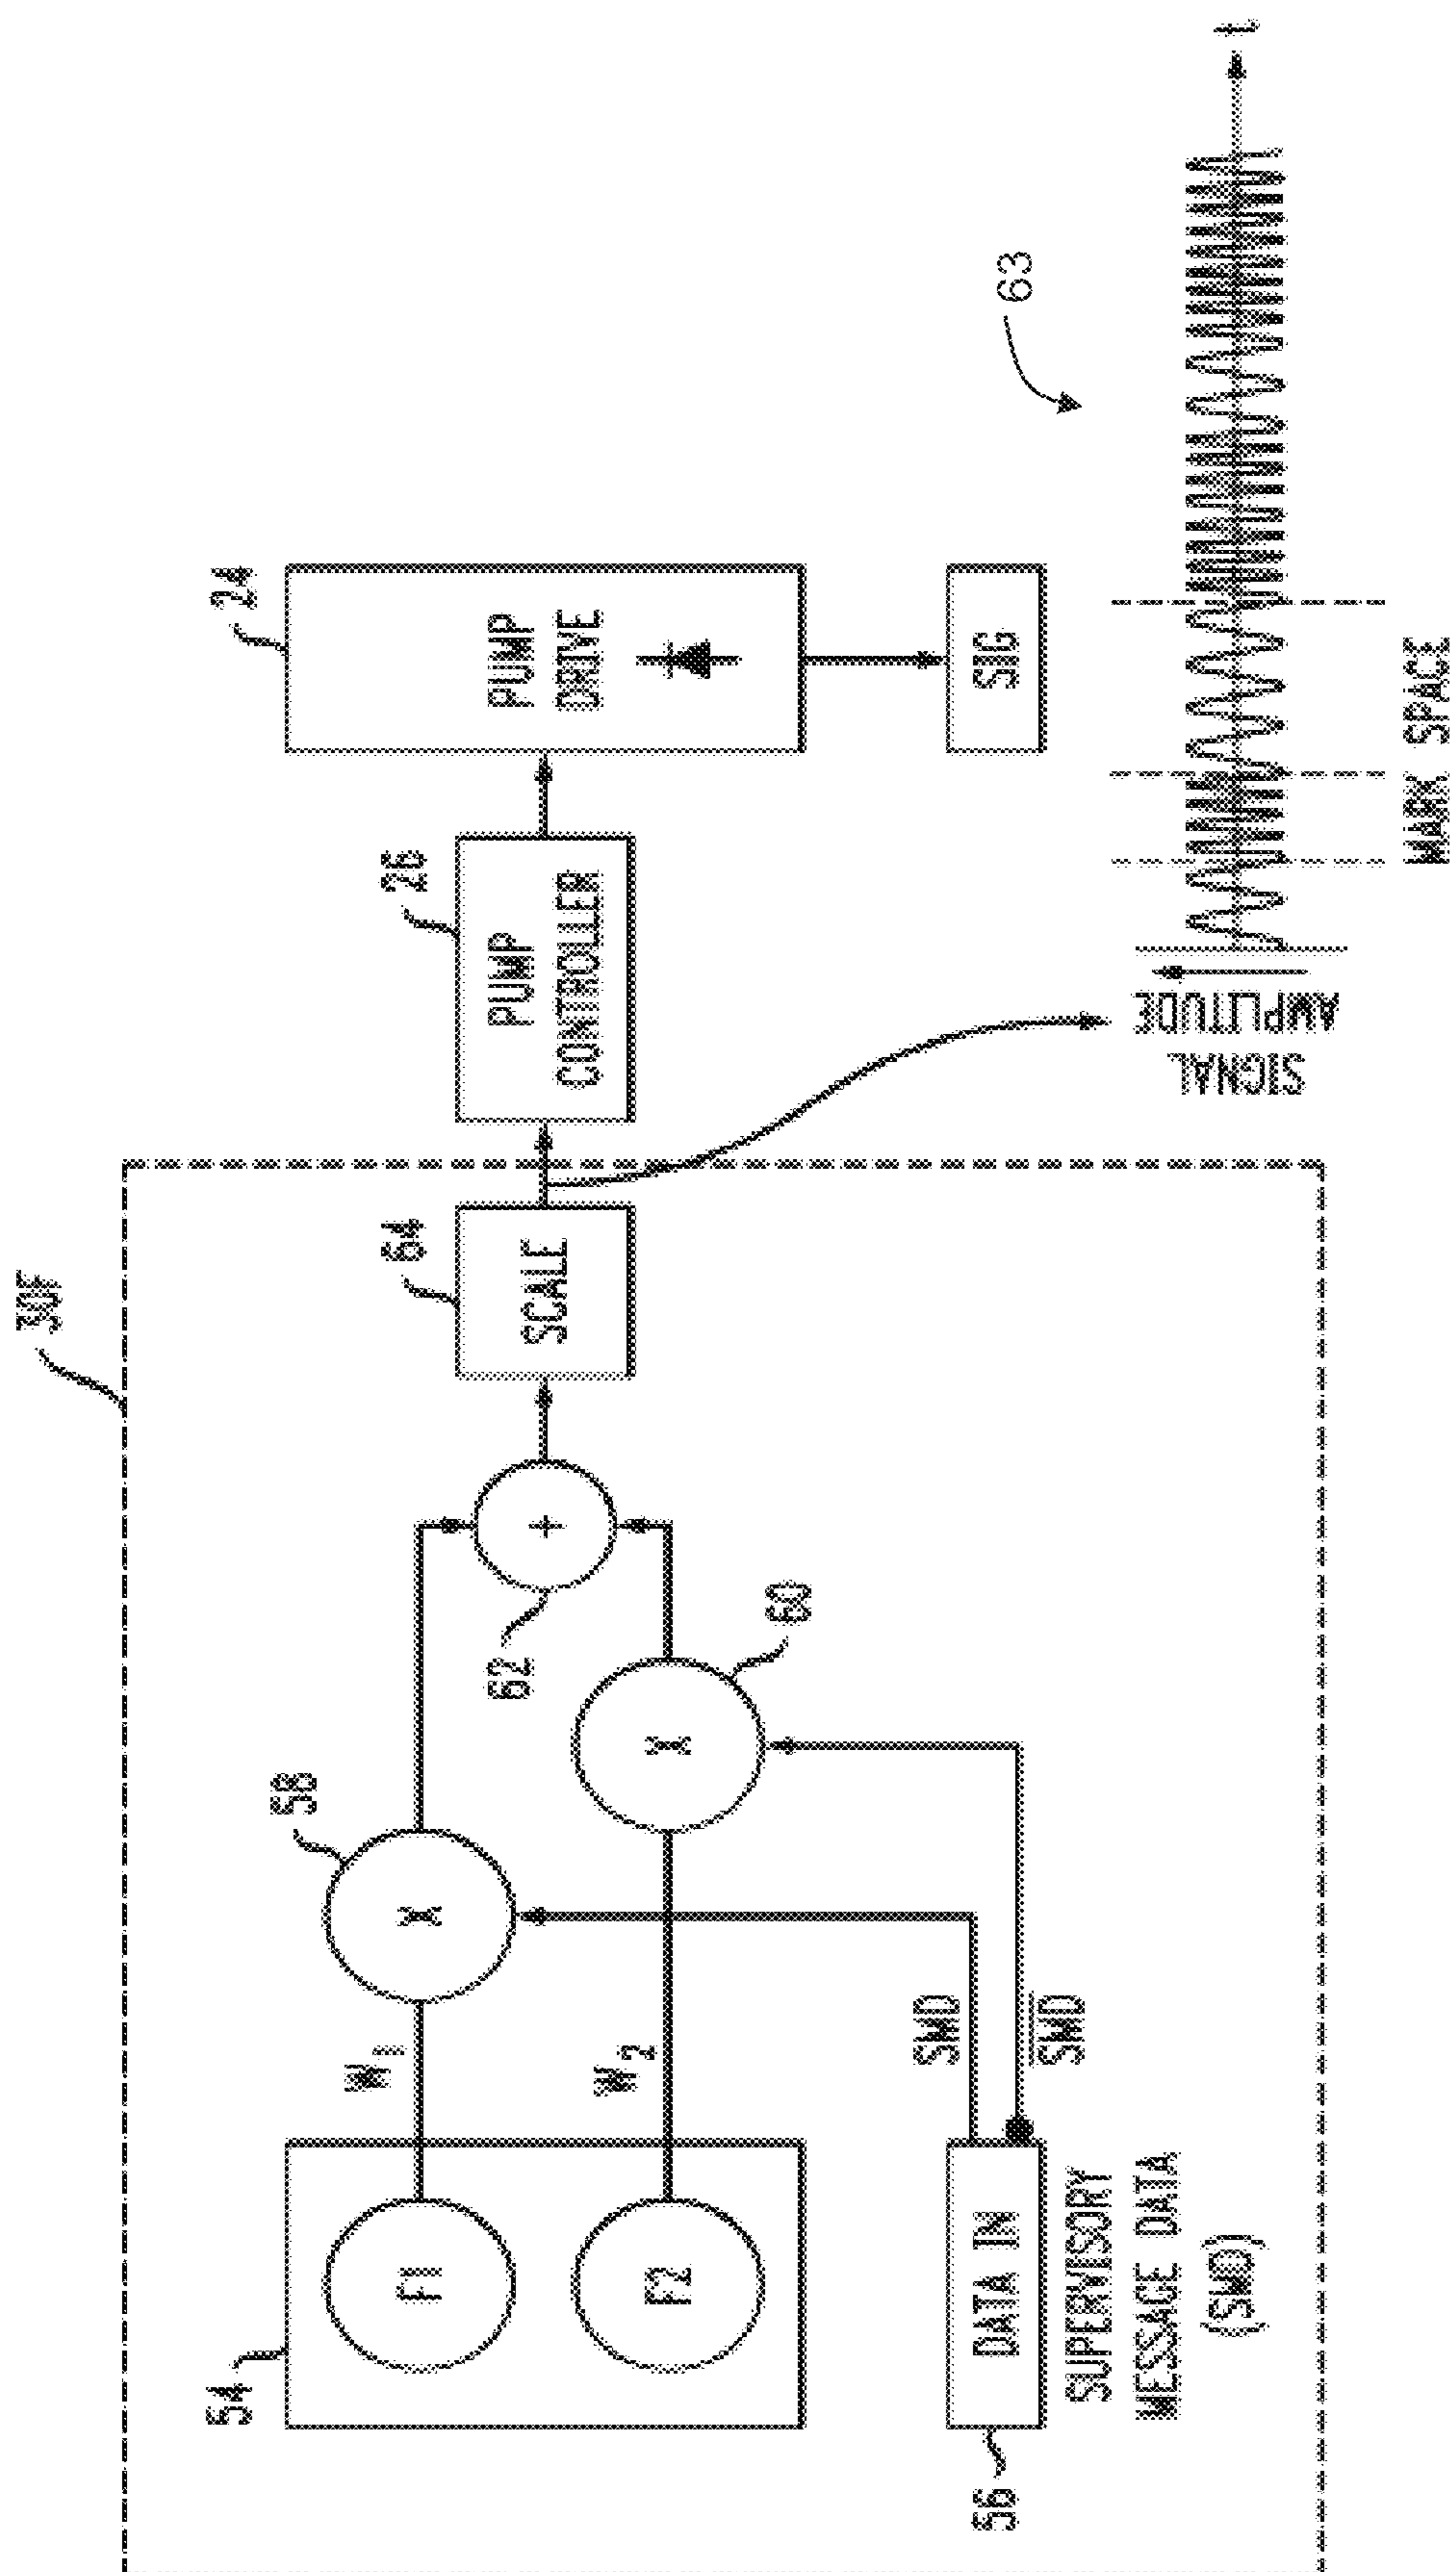 30F
54
F1
F2
W1
W2
58
60
62
+
X
X
64
SCALE
26
PUMP
CONTROLLER
24
PUMP
DRIVE
SIG
56
DATA IN
SMD
SMD
SUPERVISORY
MESSAGE DATA
(SMD)
63
SIGNAL
AMPLITUDE
MARK SPACE
t